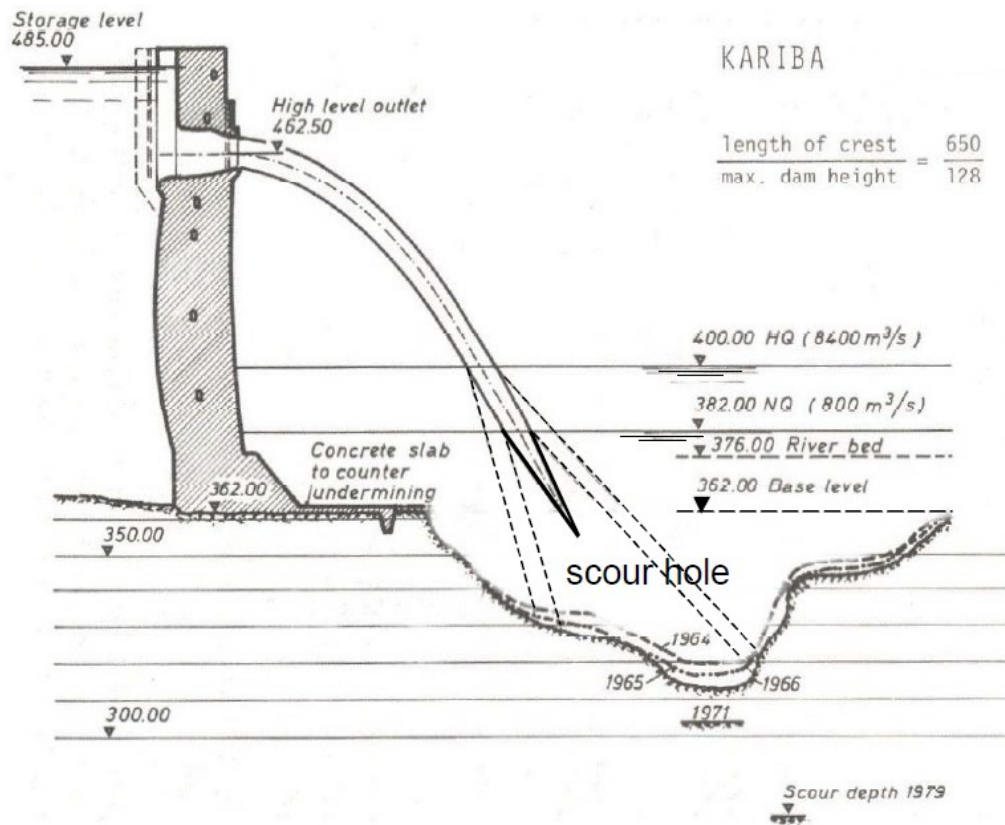 Storage level
485.00
KARIBA
High level outlet
462.50
length of crest
max. dam height
=
650
128
400.00 HQ (8400 m³/s)
382.00 NQ (800 m³/s)
376.00 River bed
362.00 Base level
Concrete slab
to counter
undermining
362.00
350.00
scour hole
1964
1965
1966
1971
300.00
Scour depth 1979